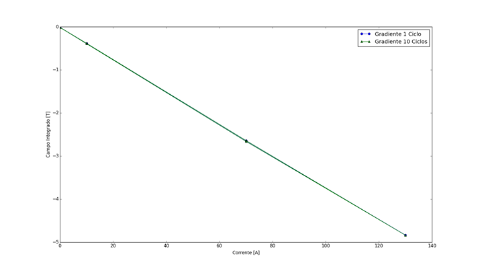 Gradiente 1 Ciclo
Gradiente 10 Ciclos
0
−1
−2
−3
−4
−5
Campo Integrado [T]
0 20 40 60 80 100 120 140
Corrente [A]